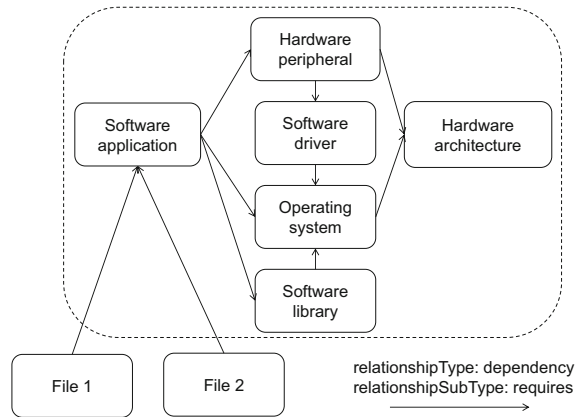 Hardware
peripheral
Software
application
Software
driver
Hardware
architecture
Operating
system
Software
library
File 1
File 2
relationshipType: dependency
relationshipSubType: requires